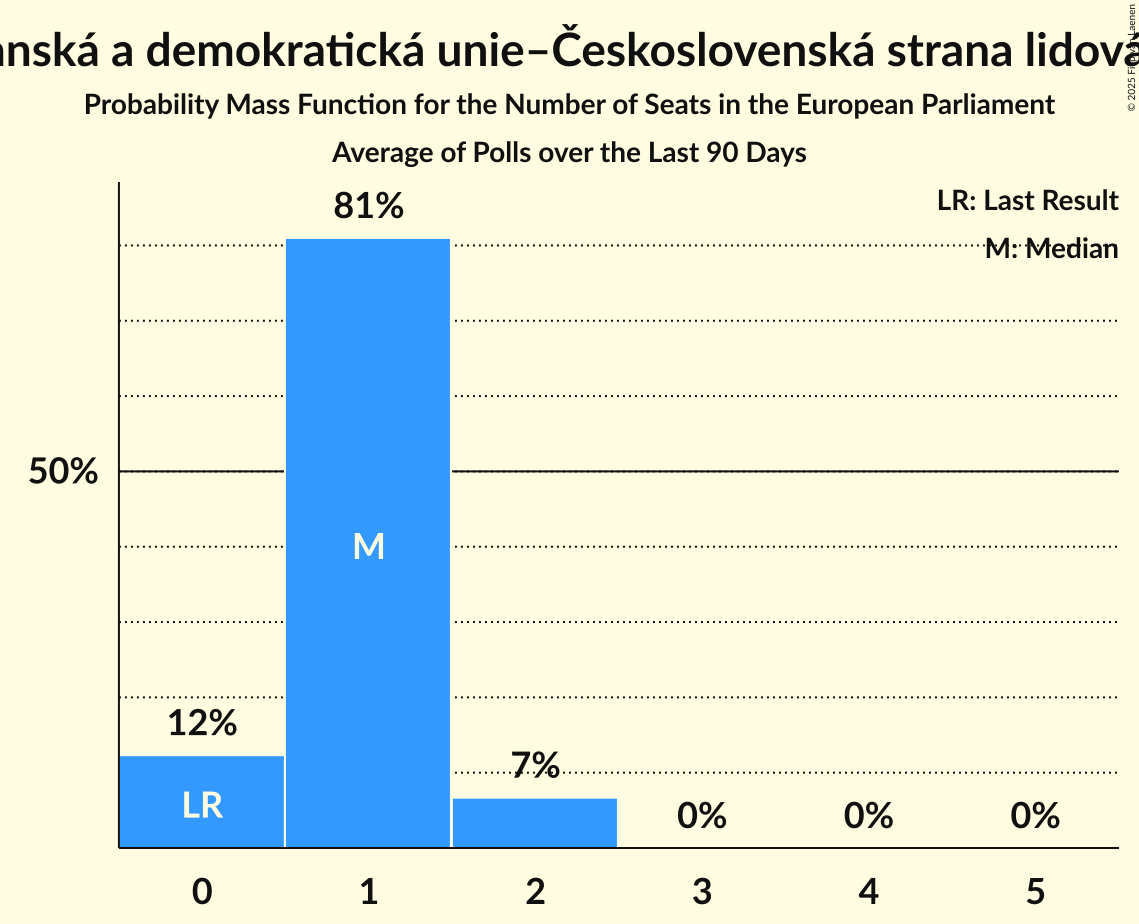 anská a demokratická unie–Československá strana lidov
Probability Mass Function for the Number of Seats in the European Parliament
Average of Polls over the Last 90 Days
LR: Last Result
M: Median
81%
50%
M
12%
LR
7%
0%
0%
0%
0
1
2
3
4
5
© 2025 Laenen